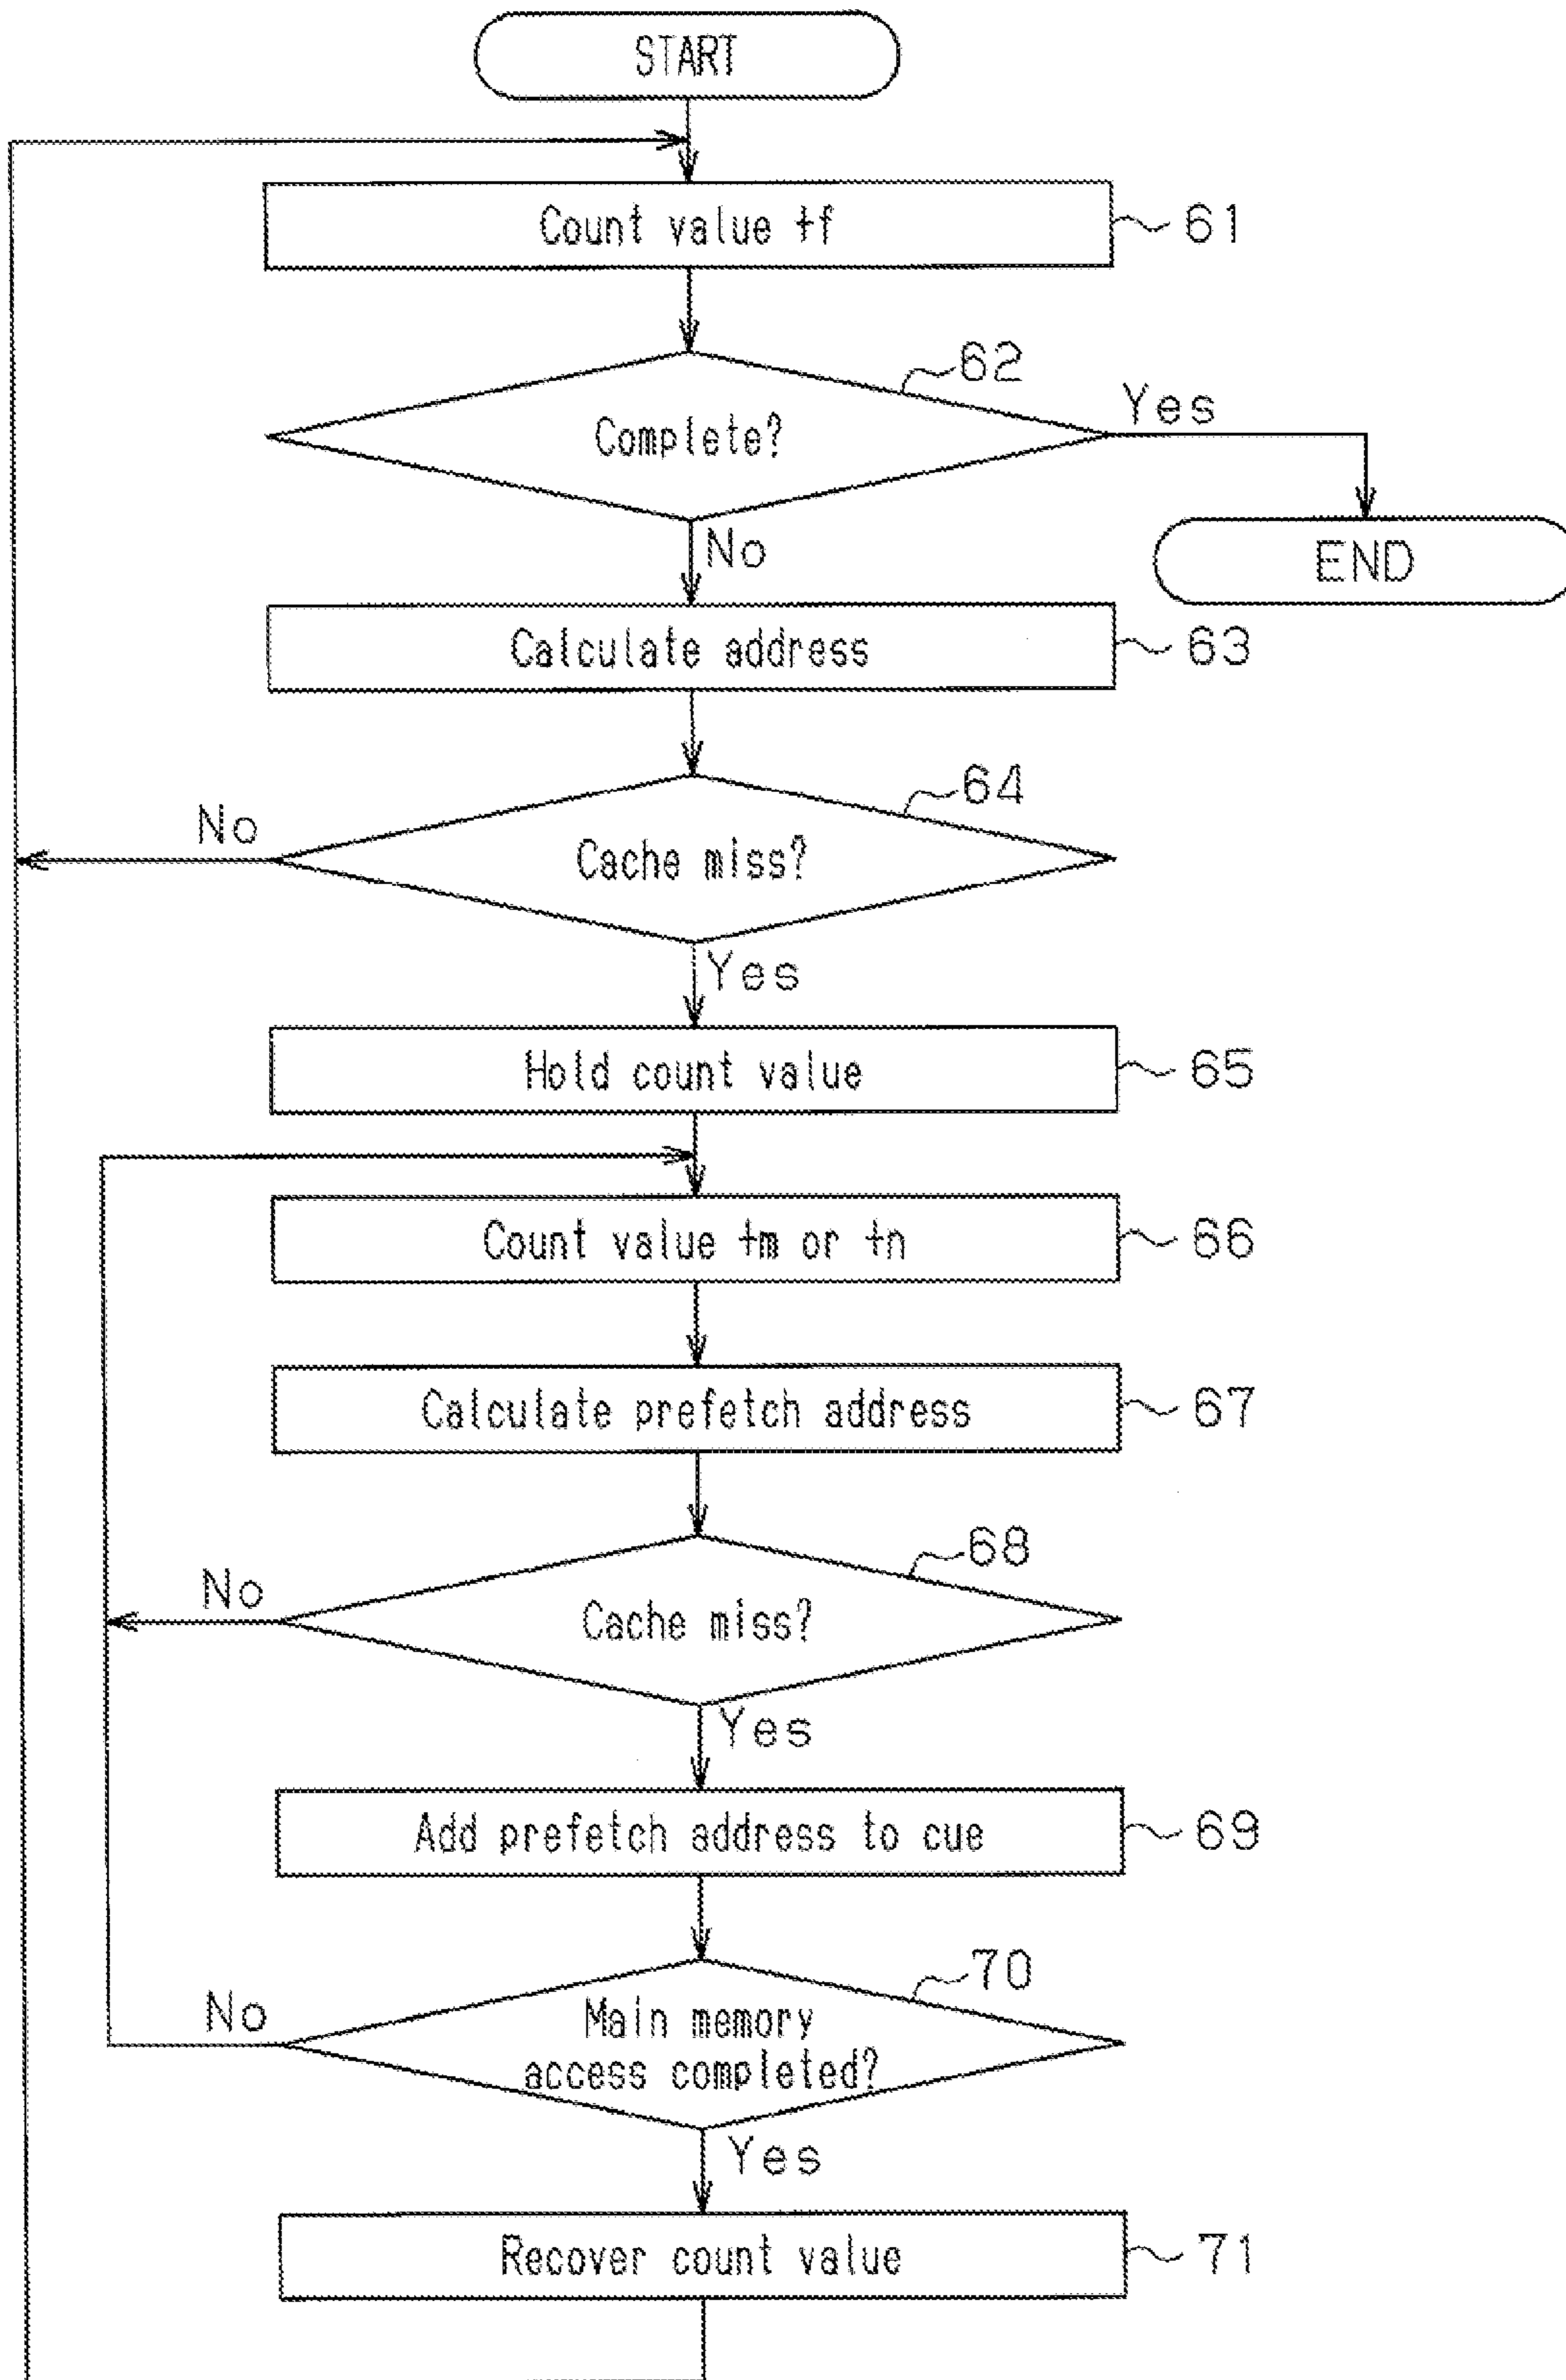 START
Count value +f
61
62
Complete?
Yes
No
END
Calculate address
63
64
Cache miss?
No
Yes
Hold count value
65
Count value +m or +n
66
Calculate prefetch address
67
68
Cache miss?
No
Yes
Add prefetch address to cue
69
70
Main memory
access completed?
No
Yes
Recover count value
71